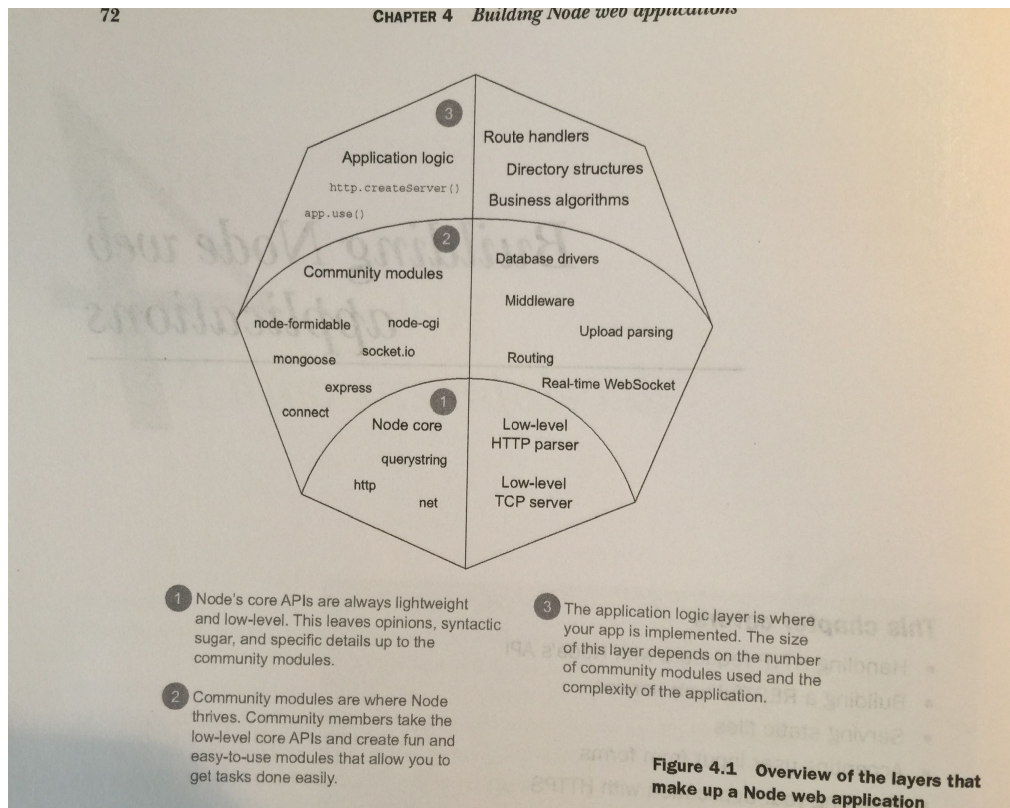 72
CHAPTER 4 Building Node web applications
3
Application logic
http.createServer()
app.use()
Route handlers
Directory structures
Business algorithms
2
Community modules
node-formidable node-cgi
mongoose socket.io
express
connect
Database drivers
Middleware
Upload parsing
Routing
Real-time WebSocket
1
Node core
querystring
http
net
Low-level
HTTP parser
Low-level
TCP server
1 Node's core APIs are always lightweight
and low-level. This leaves opinions, syntactic
sugar, and specific details up to the
community modules.
2 Community modules are where Node
thrives. Community members take the
low-level core APIs and create fun and
easy-to-use modules that allow you to
get tasks done easily.
3 The application logic layer is where
your app is implemented. The size
of this layer depends on the number
of community modules used and the
complexity of the application.
Figure 4.1 Overview of the layers that
make up a Node web application